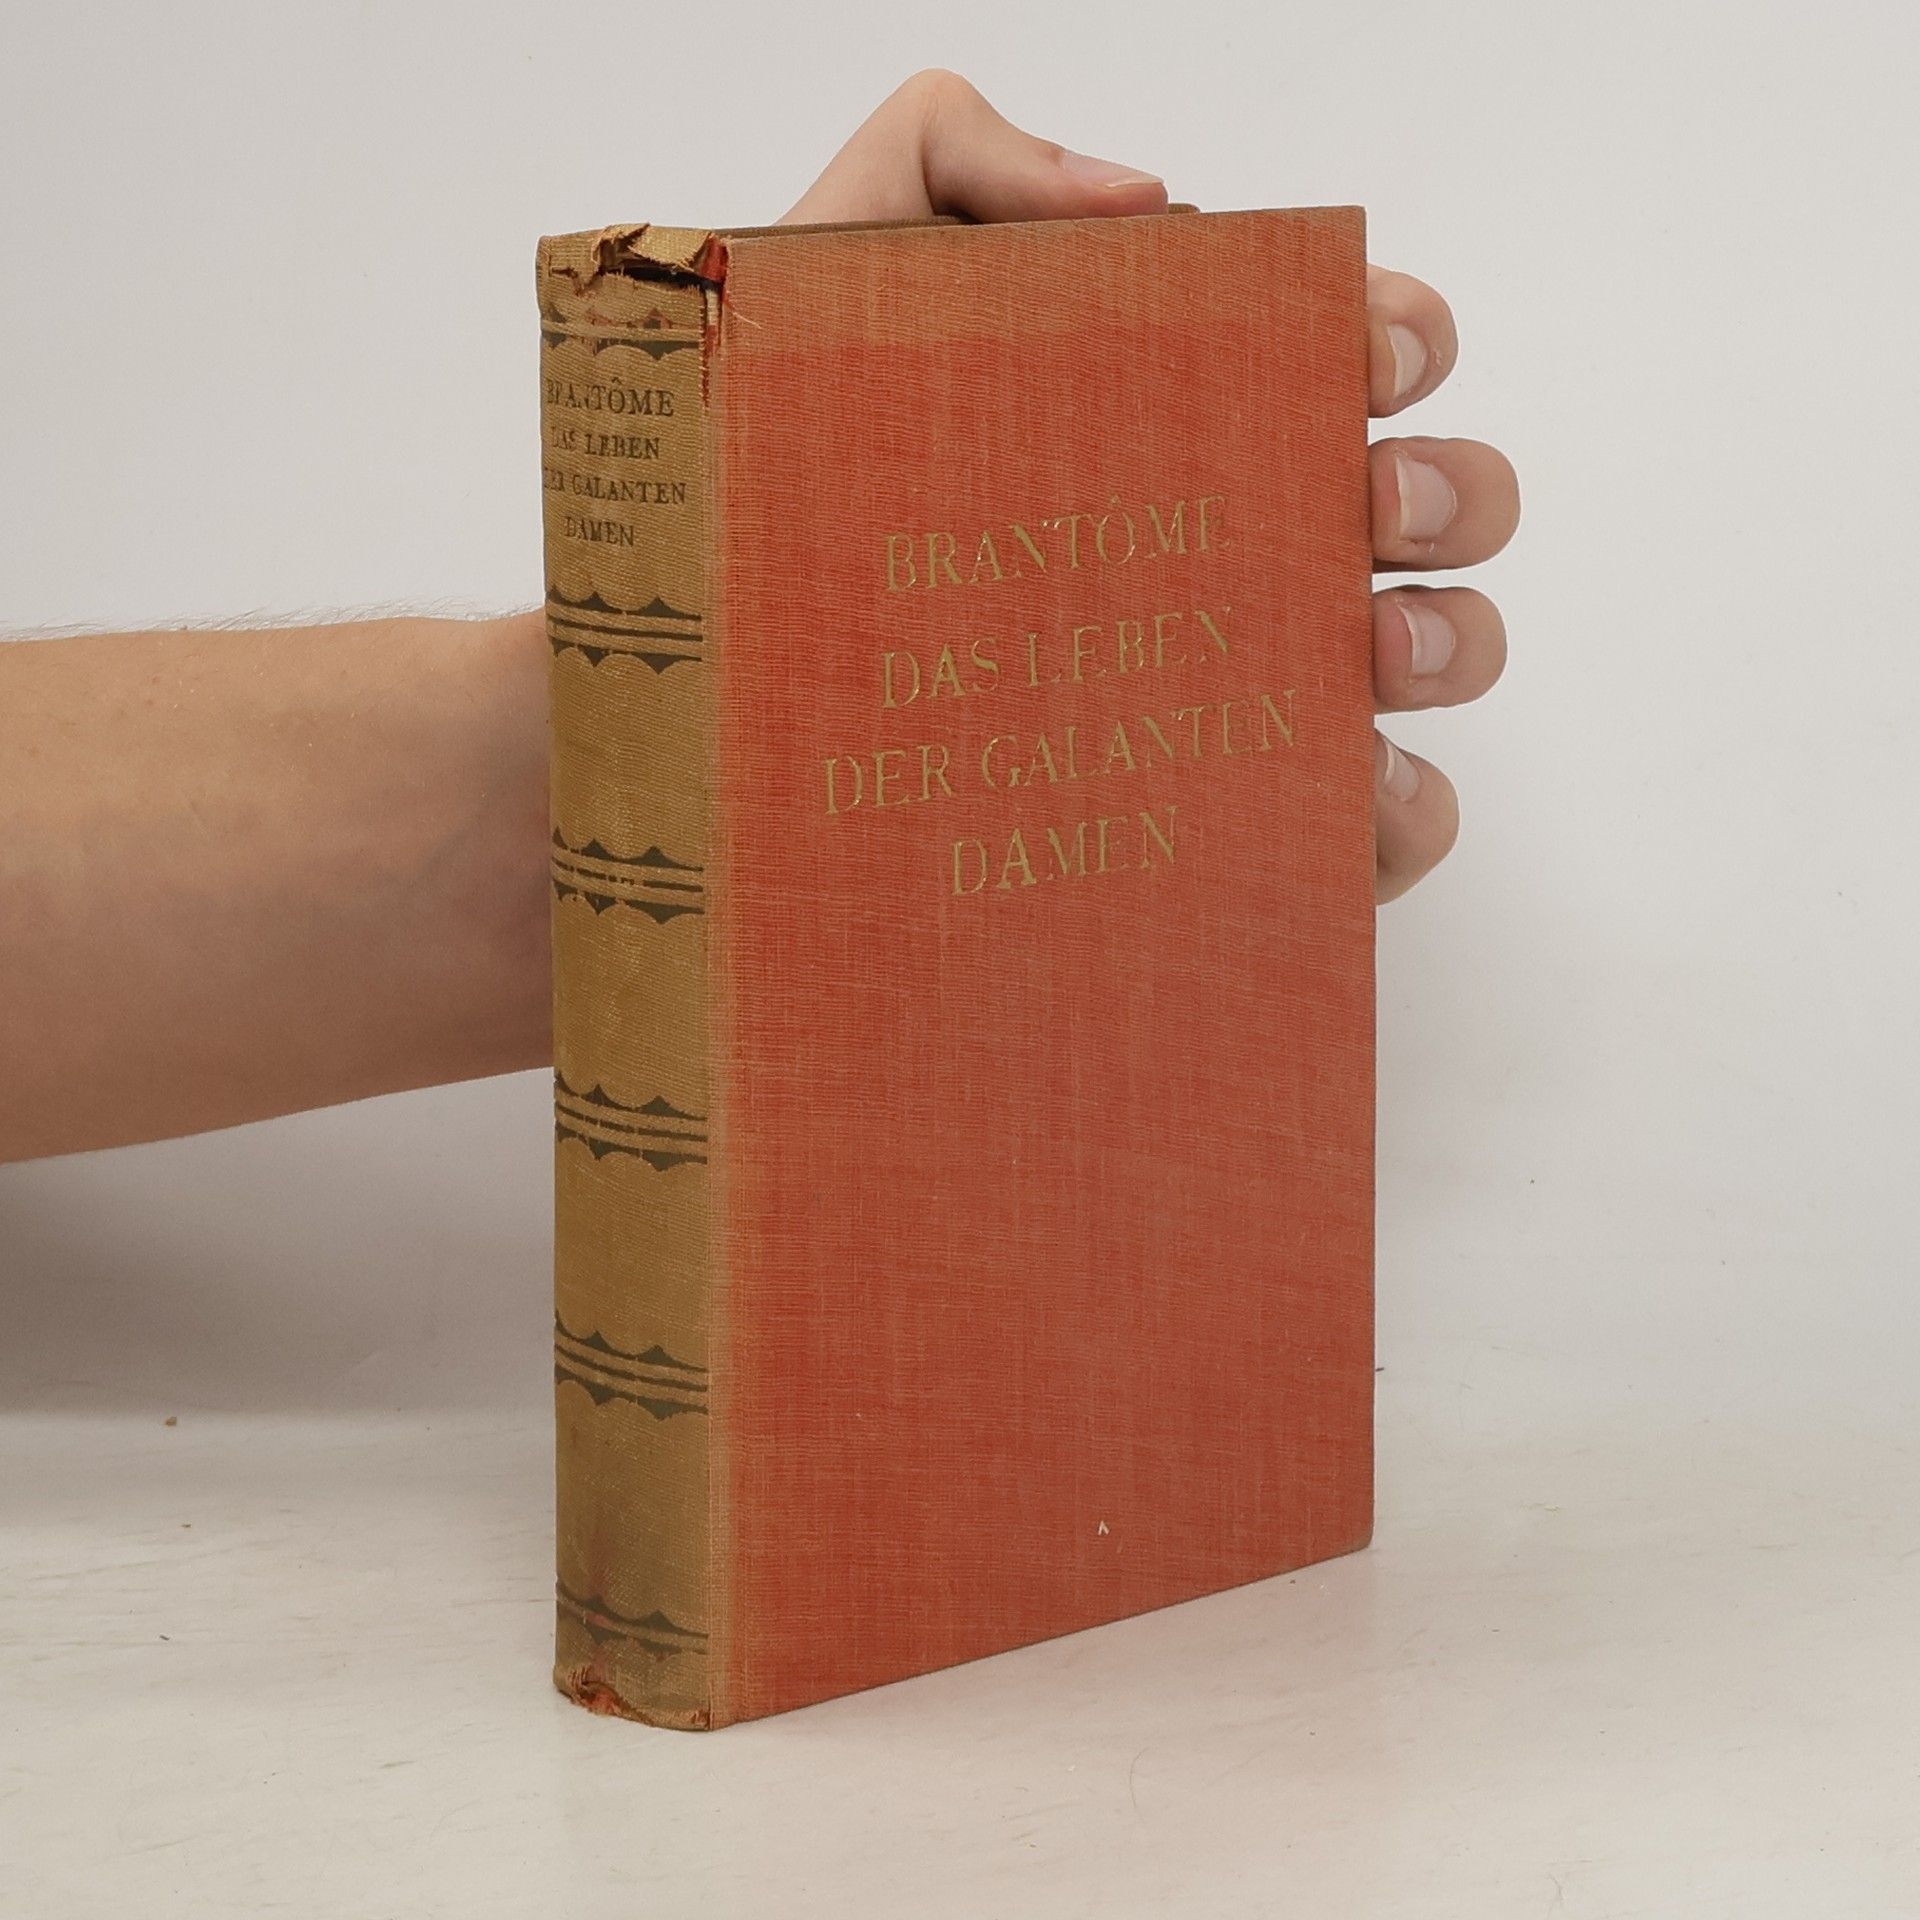 BRANTÔME
DAS LEBEN
DER GALANTEN
DAMEN
BRANTÔME
DAS LEBEN
DER GALANTEN
DAMEN